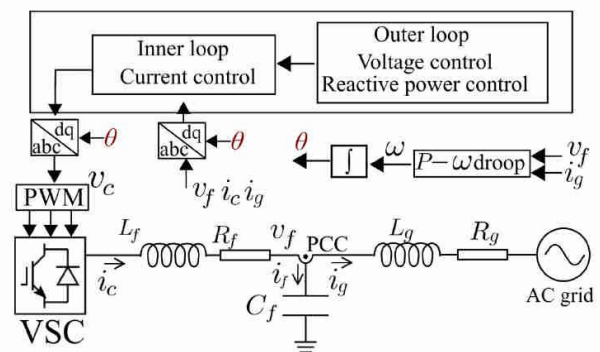 Inner loop
Current control
Outer loop
Voltage control
Reactive power control
dq
abc
θ
dq
abc
θ
θ
∫
ω
P−ωdroop
v_f
i_g
v_c
v_f i_c i_g
PWM
L_f
R_f
v_f
PCC
L_g
R_g
i_c
i_f
i_g
C_f
AC grid
VSC